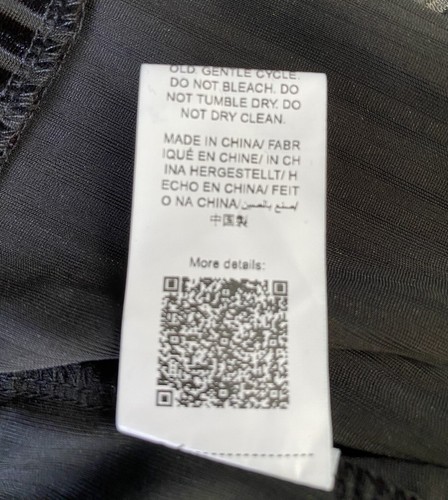 OLD. GENTLE CYCLE.
DO NOT BLEACH. DO
NOT TUMBLE DRY. DO
NOT DRY CLEAN.
MADE IN CHINA/ FABR
IQUÉ EN CHINE/ IN CH
INA HERGESTELLT/ H
ECHO EN CHINA/ FEIT
O NA CHINA/صنع بالصين/
中国製
More details: